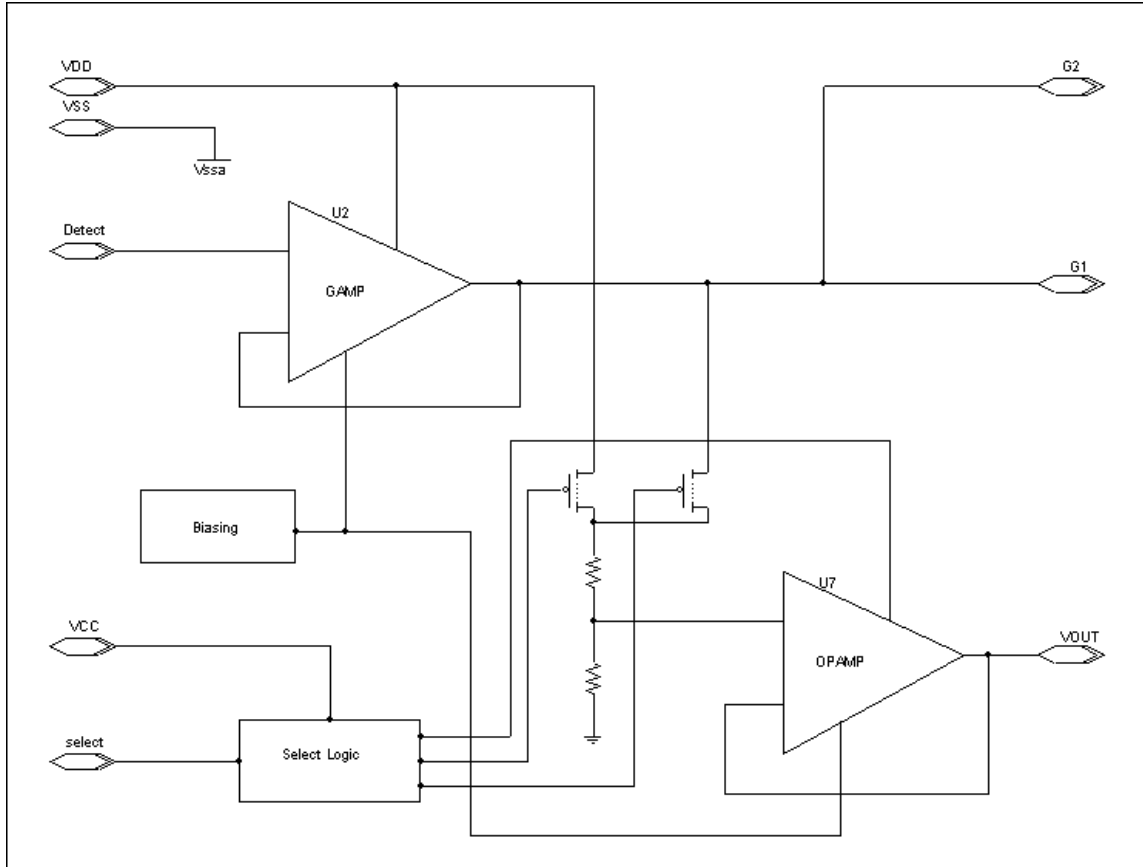 VDD
G2
VSS
Vssa
U2
Detect
G1
GAMP
Biasing
U7
VCC
VOUT
OPAMP
select
Select Logic